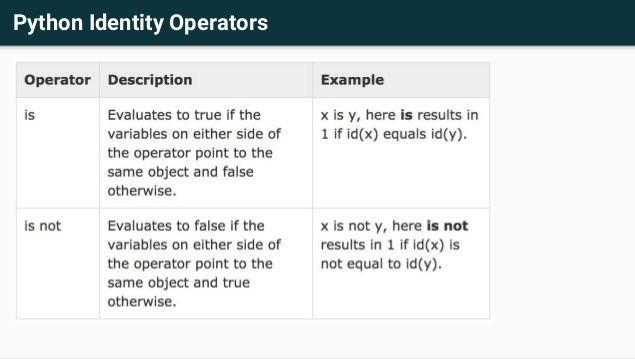 Python Identity Operators
Operator Description Example
is
Evaluates to true if the
variables on either side of
the operator point to the
same object and false
otherwise.
x is y, here is results in
1 if id(x) equals id(y).
is not
Evaluates to false if the
variables on either side of
the operator point to the
same object and true
otherwise.
x is not y, here is not
results in 1 if id(x) is
not equal to id(y).